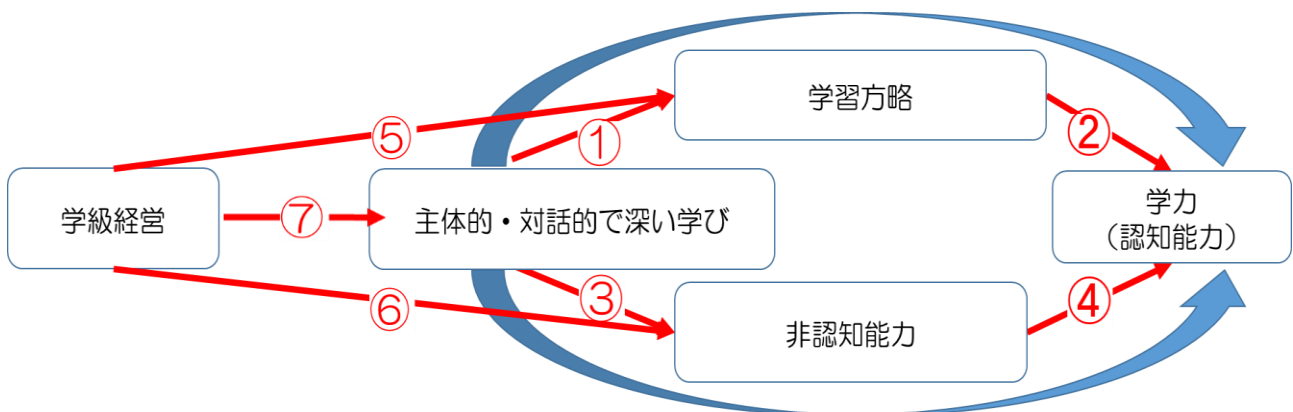 学習方略
⑤
①
②
学級経営
⑦
主体的・対話的で深い学び
学力
（認知能力）
⑥
③
④
非認知能力